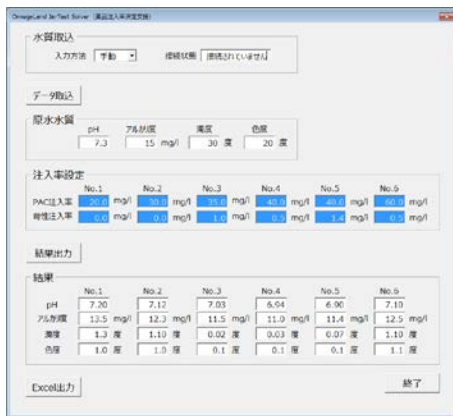 OmegaLand Jar-Test Solver (薬品注入率決定支援)
水質取込
入力方法 手動 接続状態 接続されていません
データ取込
原水水質
pH アルカリ度 濁度 色度
7.3 15 mg/l 30 度 20 度
注入率設定
No.1 No.2 No.3 No.4 No.5 No.6
PAC注入率 20.0 mg/l 30.0 mg/l 35.0 mg/l 40.0 mg/l 40.0 mg/l 60.0 mg/l
苛性注入率 0.0 mg/l 0.0 mg/l 1.0 mg/l 0.5 mg/l 1.4 mg/l 0.5 mg/l
結果出力
結果
No.1 No.2 No.3 No.4 No.5 No.6
pH 7.20 7.12 7.03 6.94 6.90 7.10
アルカリ度 13.5 mg/l 12.3 mg/l 11.5 mg/l 11.0 mg/l 11.4 mg/l 12.5 mg/l
濁度 1.3 度 1.10 度 0.02 度 0.03 度 0.07 度 1.10 度
色度 1.0 度 1.0 度 0.1 度 0.1 度 0.1 度 1.1 度
Excel出力 終了